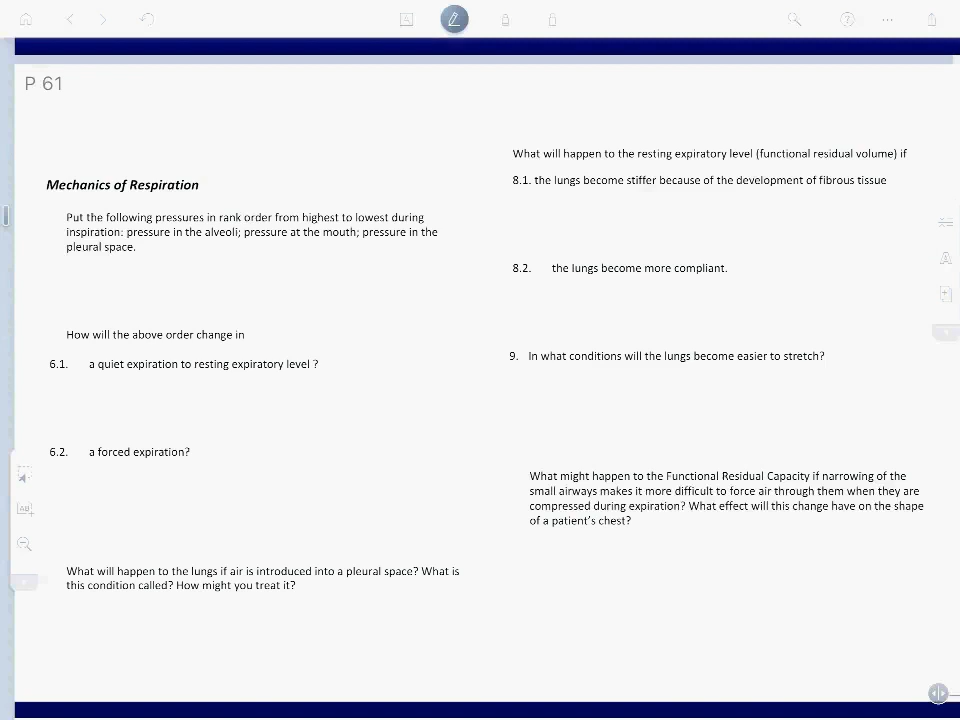 P 61
Mechanics of Respiration
Put the following pressures in rank order from highest to lowest during
inspiration: pressure in the alveoli; pressure at the mouth; pressure in the
pleural space.
How will the above order change in
6.1. a quiet expiration to resting expiratory level ?
6.2. a forced expiration?
What will happen to the lungs if air is introduced into a pleural space? What is
this condition called? How might you treat it?
What will happen to the resting expiratory level (functional residual volume) if
8.1. the lungs become stiffer because of the development of fibrous tissue
8.2. the lungs become more compliant.
9. In what conditions will the lungs become easier to stretch?
What might happen to the Functional Residual Capacity if narrowing of the
small airways makes it more difficult to force air through them when they are
compressed during expiration? What effect will this change have on the shape
of a patient's chest?